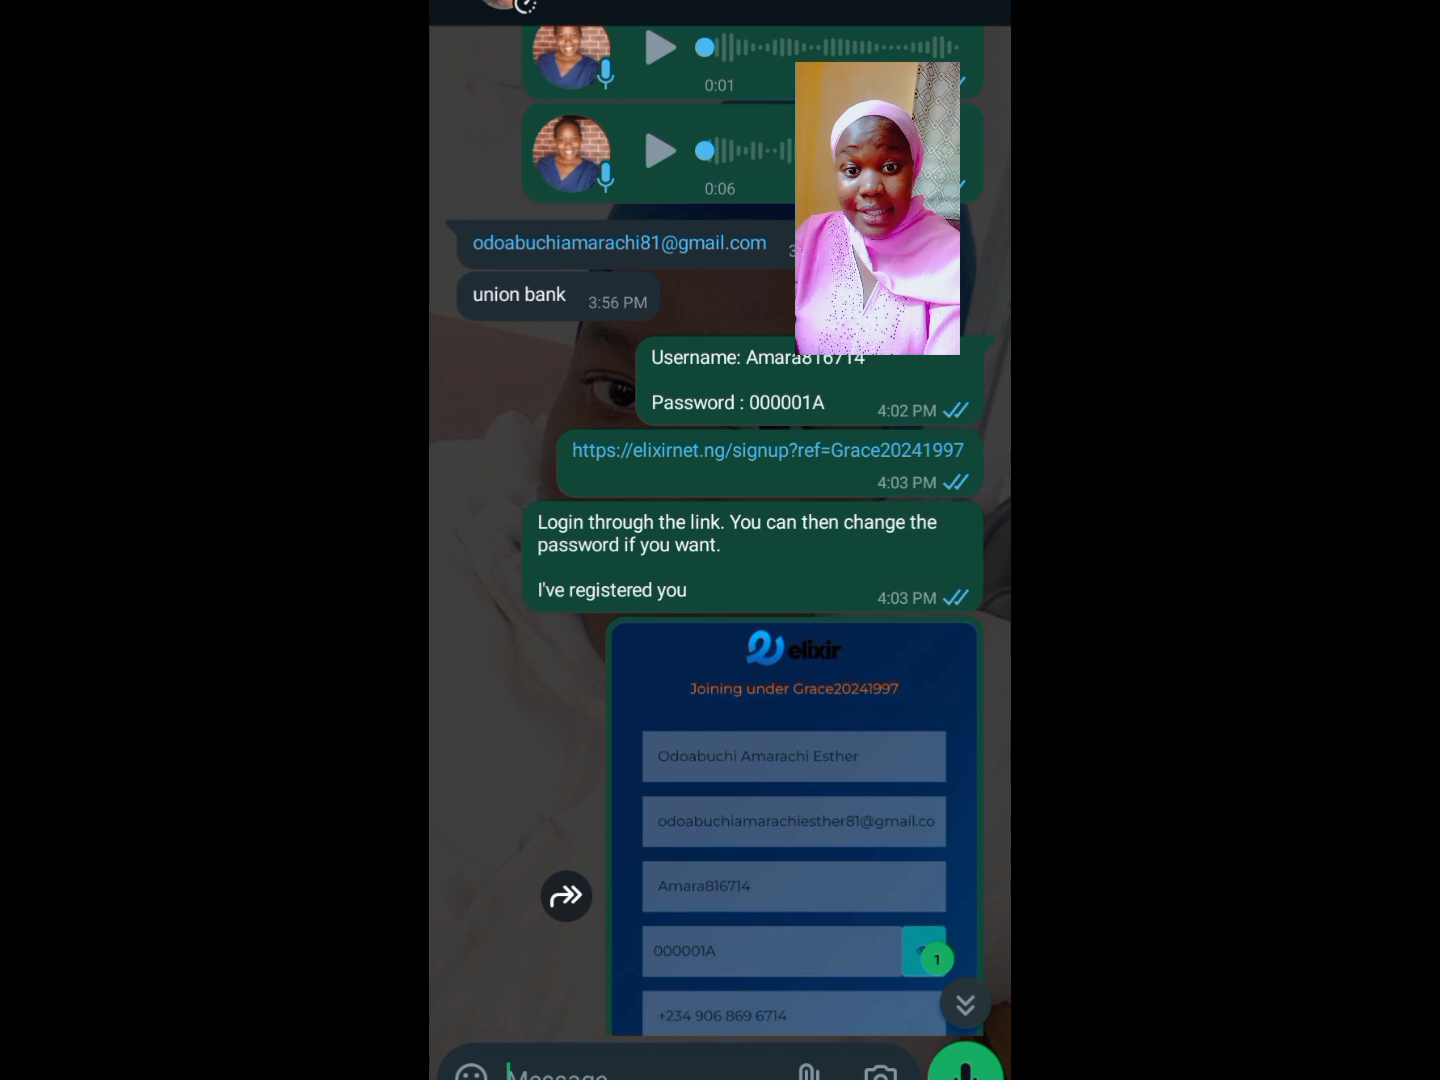 0:01
0:06
odoabuchiamarachi81@gmail.com
union bank 3:56 PM
Username: Amara816714
Password : 000001A
4:02 PM
https://elixirnet.ng/signup?ref=Grace20241997
4:03 PM
Login through the link. You can then change the
password if you want.
I've registered you
4:03 PM
elixir
Joining under Grace20241997
Odoabuchi Amarachi Esther
odoabuchiamarachiesther81@gmail.co
Amara816714
000001A
1
+234 906 869 6714
Message